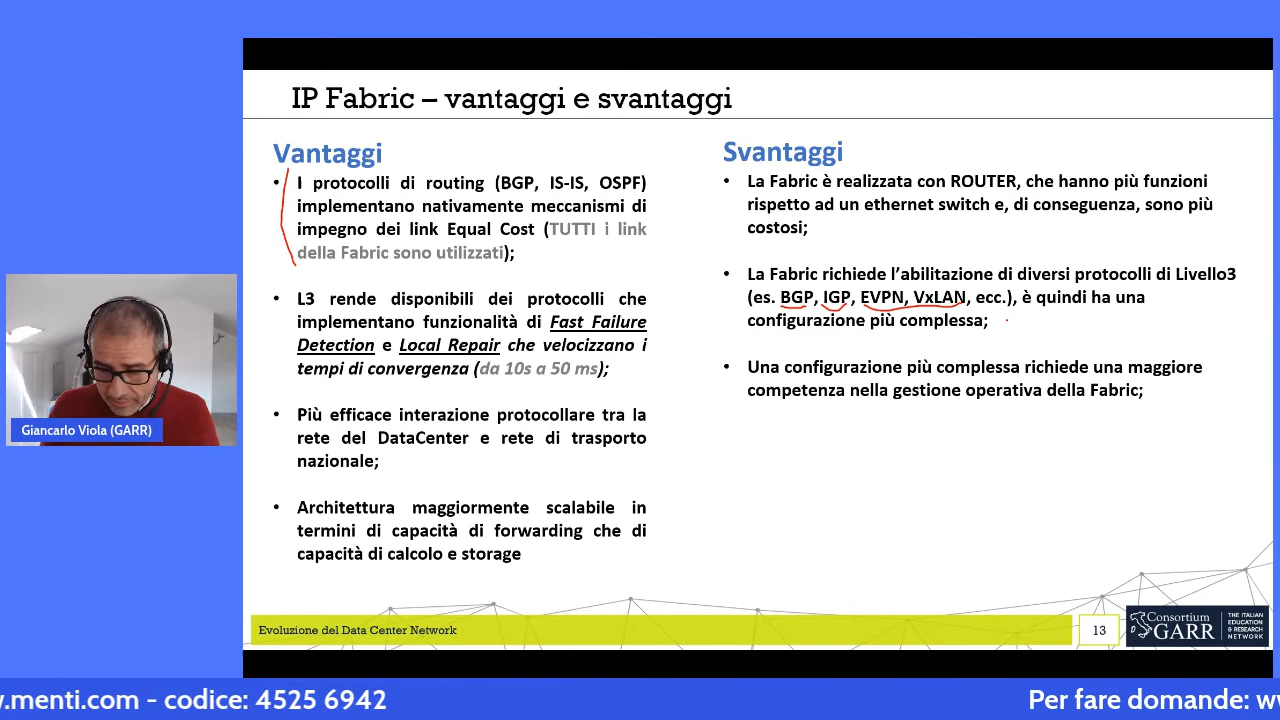 IP Fabric – vantaggi e svantaggi
Vantaggi
• I protocolli di routing (BGP, IS-IS, OSPF)
implementano nativamente meccanismi di
impegno dei link Equal Cost (TUTTI i link
della Fabric sono utilizzati);
• L3 rende disponibili dei protocolli che
implementano funzionalità di Fast Failure
Detection e Local Repair che velocizzano i
tempi di convergenza (da 10s a 50 ms);
• Più efficace interazione protocollare tra la
rete del DataCenter e rete di trasporto
nazionale;
• Architettura maggiormente scalabile in
termini di capacità di forwarding che di
capacità di calcolo e storage
Svantaggi
• La Fabric è realizzata con ROUTER, che hanno più funzioni
rispetto ad un ethernet switch e, di conseguenza, sono più
costosi;
• La Fabric richiede l’abilitazione di diversi protocolli di Livello3
(es. BGP, IGP, EVPN, VxLAN, ecc.), è quindi ha una
configurazione più complessa;
• Una configurazione più complessa richiede una maggiore
competenza nella gestione operativa della Fabric;
Giancarlo Viola (GARR)
Evoluzione del Data Center Network
13
Consortium
GARR
THE ITALIAN
EDUCATION
& RESEARCH
NETWORK
.menti.com - codice: 4525 6942
Per fare domande: